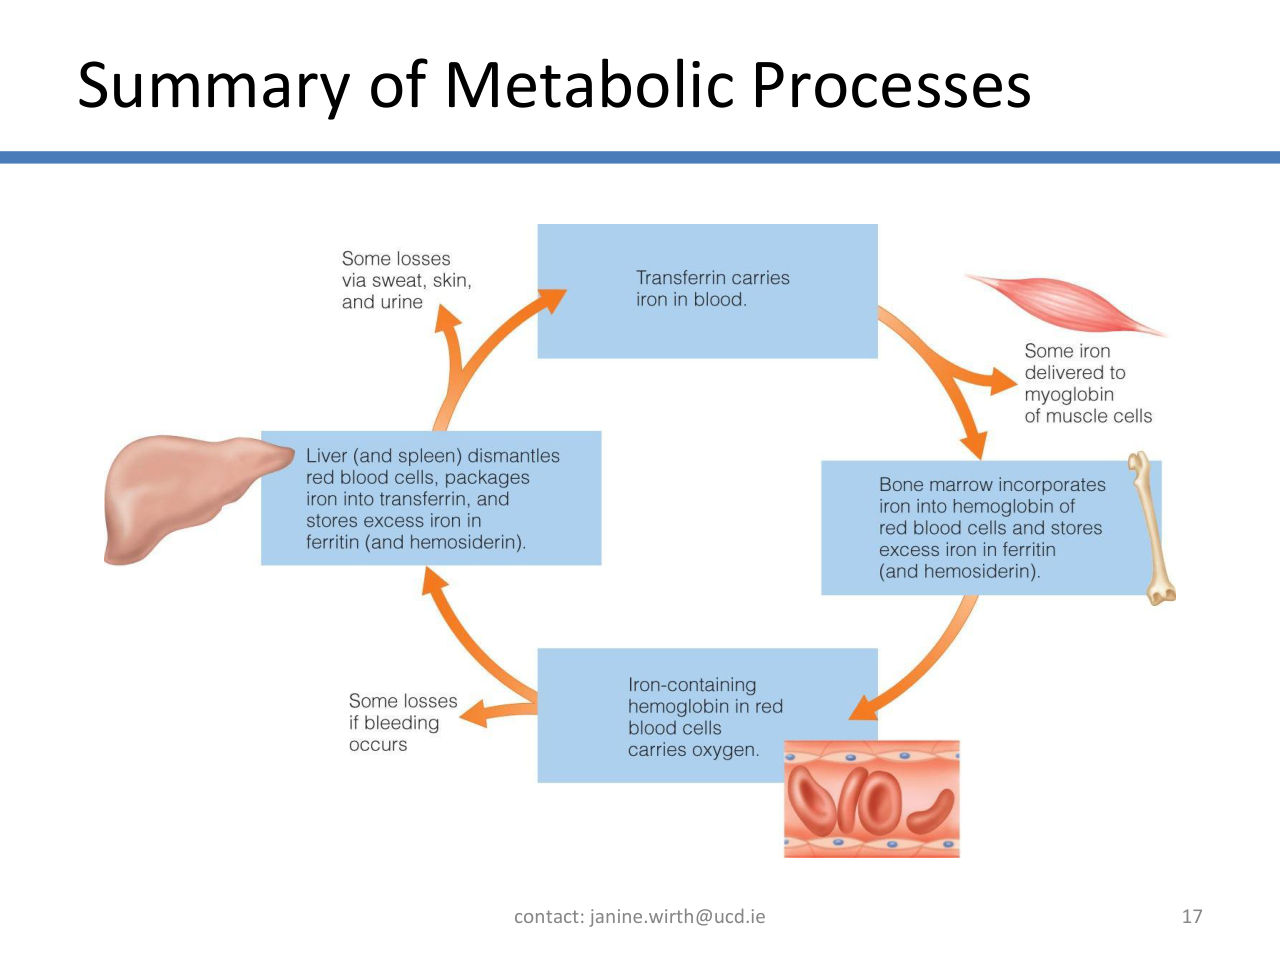 Summary of Metabolic Processes
Some losses
via sweat, skin,
and urine
Transferrin carries
iron in blood.
Some iron
delivered to
myoglobin
of muscle cells
Liver (and spleen) dismantles
red blood cells, packages
iron into transferrin, and
stores excess iron in
ferritin (and hemosiderin).
Bone marrow incorporates
iron into hemoglobin of
red blood cells and stores
excess iron in ferritin
(and hemosiderin).
Some losses
if bleeding
occurs
Iron-containing
hemoglobin in red
blood cells
carries oxygen.
contact: janine.wirth@ucd.ie
17